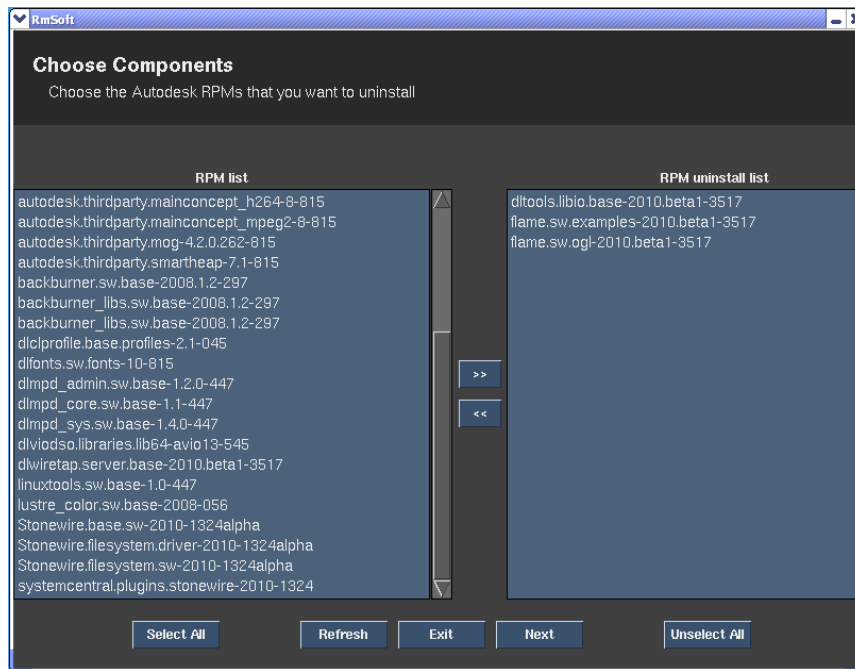 RmSoft
Choose Components
Choose the Autodesk RPMs that you want to uninstall
RPM list
autodesk.thirdparty.mainconcept_h264-8-815
autodesk.thirdparty.mainconcept_mpeg2-8-815
autodesk.thirdparty.mog-4.2.0.262-815
autodesk.thirdparty.smartheap-7.1-815
backburner.sw.base-2008.1.2-297
backburner_libs.sw.base-2008.1.2-297
backburner_libs.sw.base-2008.1.2-297
dlclprofile.base.profiles-2.1-045
dlfonts.sw.fonts-10-815
dlmpd_admin.sw.base-1.2.0-447
dlmpd_core.sw.base-1.1-447
dlmpd_sys.sw.base-1.4.0-447
dlviodso.libraries.lib64-avio13-545
dlwiretap.server.base-2010.beta1-3517
linuxtools.sw.base-1.0-447
lustre_color.sw.base-2008-056
Stonewire.base.sw-2010-1324alpha
Stonewire.filesystem.driver-2010-1324alpha
Stonewire.filesystem.sw-2010-1324alpha
systemcentral.plugins.stonewire-2010-1324
>>
<<
RPM uninstall list
dltools.libio.base-2010.beta1-3517
flame.sw.examples-2010.beta1-3517
flame.sw.ogl-2010.beta1-3517
Select All Refresh Exit Next Unselect All